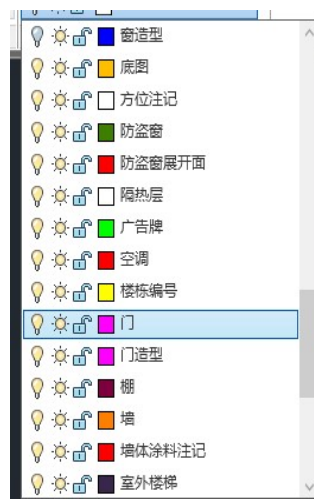 窗造型
底图
方位注记
防盗窗
防盗窗展开面
隔热层
广告牌
空调
楼栋编号
门
门造型
棚
墙
墙体涂料注记
室外楼梯